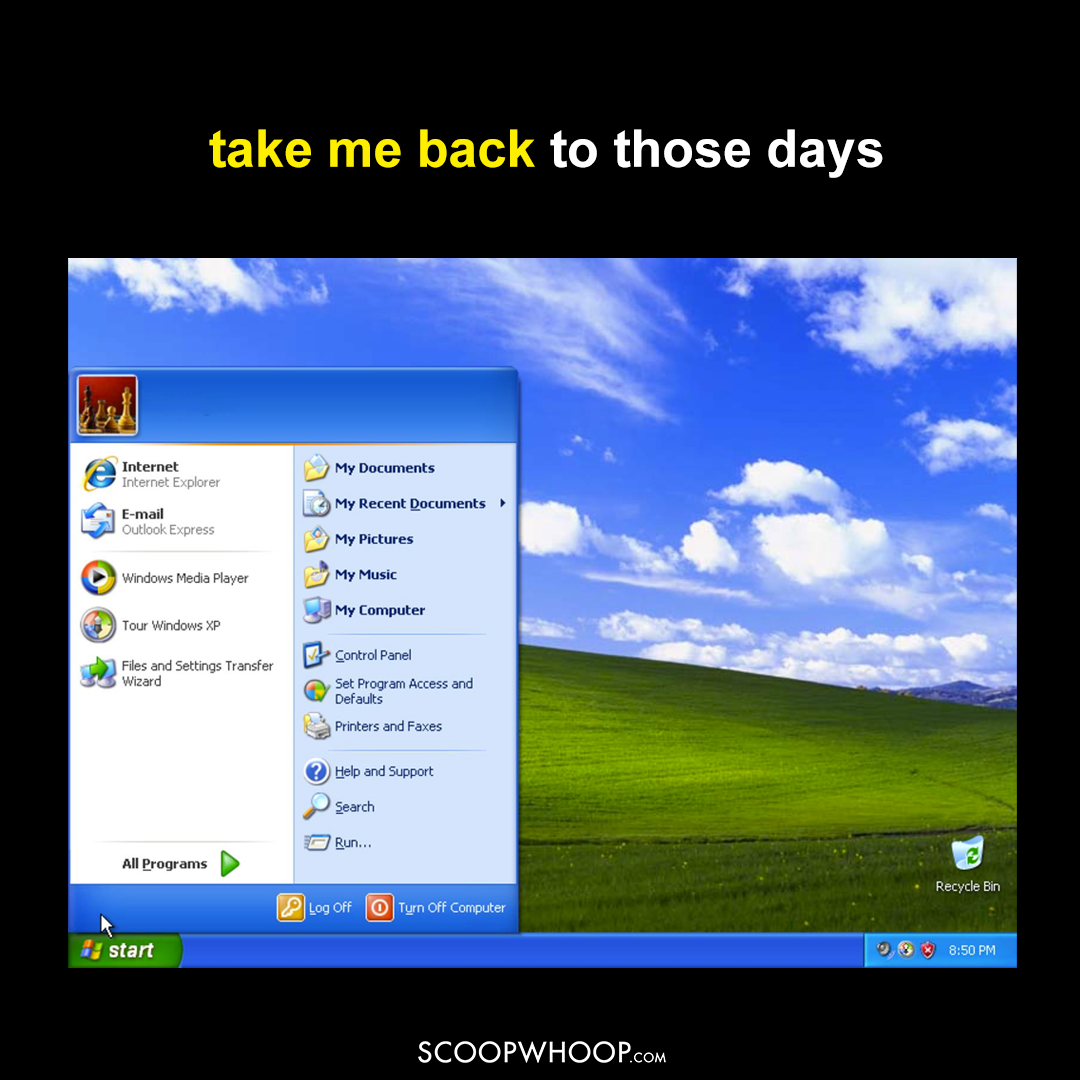 take me back to those days
Internet
Internet Explorer
E-mail
Outlook Express
Windows Media Player
Tour Windows XP
Files and Settings Transfer
Wizard
All Programs
My Documents
My Recent Documents
My Pictures
My Music
My Computer
Control Panel
Set Program Access and
Defaults
Printers and Faxes
Help and Support
Search
Run...
Log Off
Turn Off Computer
Recycle Bin
start
8:50 PM
SCOOPWHOOP.COM